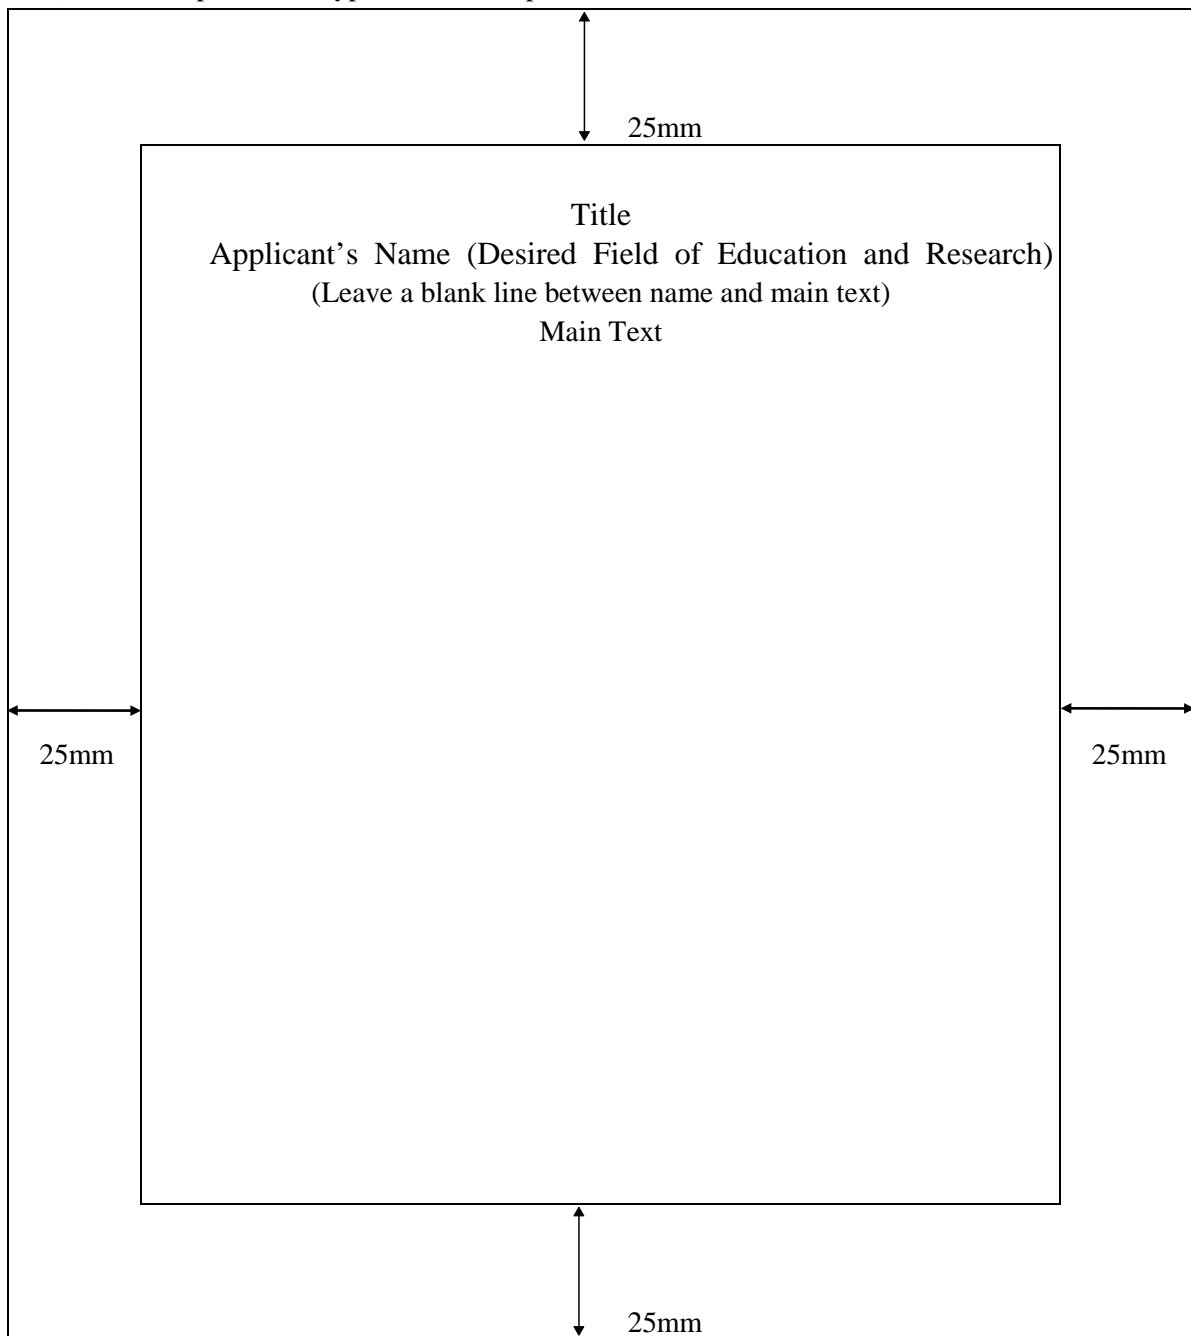 25mm
Title
Applicant’s Name (Desired Field of Education and Research)
(Leave a blank line between name and main text)
Main Text
25mm
25mm
25mm